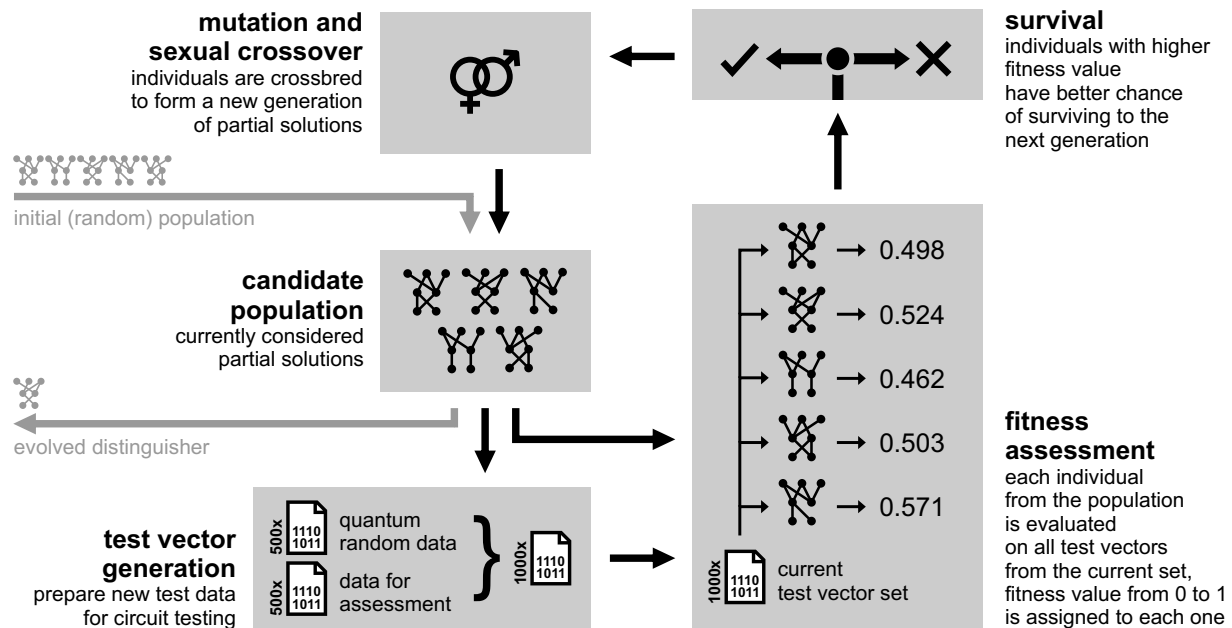 mutation and
sexual crossover
individuals are crossbred
to form a new generation
of partial solutions
survival
individuals with higher
fitness value
have better chance
of surviving to the
next generation
initial (random) population
candidate
population
currently considered
partial solutions
evolved distinguisher
0.498
0.524
0.462
0.503
0.571
1000x
1110
1011
current
test vector set
fitness
assessment
each individual
from the population
is evaluated
on all test vectors
from the current set,
fitness value from 0 to 1
is assigned to each one
test vector
generation
prepare new test data
for circuit testing
500x
1110
1011
quantum
random data
500x
1110
1011
data for
assessment
1000x
1110
1011